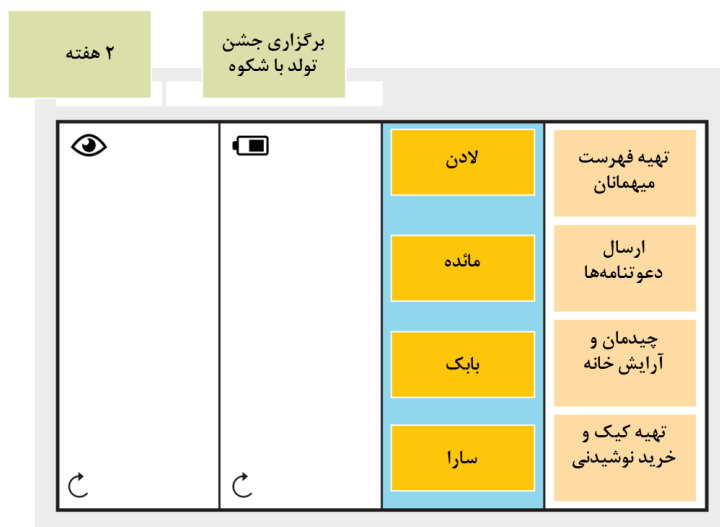 برگزاری جشن
تولد با شکوه
۲ هفته
تهیه فهرست
میهمانان
لادن
ارسال
دعوتنامه‌ها
مائده
چیدمان و
آرایش خانه
بابک
تهیه کیک و
خرید نوشیدنی
سارا